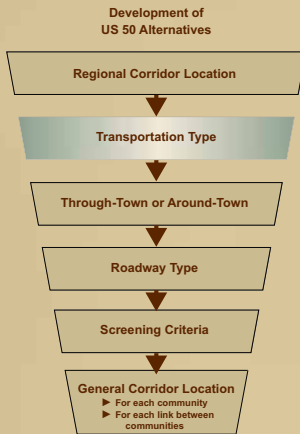 Development of
US 50 Alternatives
Regional Corridor Location
Transportation Type
Through-Town or Around-Town
Roadway Type
Screening Criteria
General Corridor Location
► For each community
► For each link between
communities